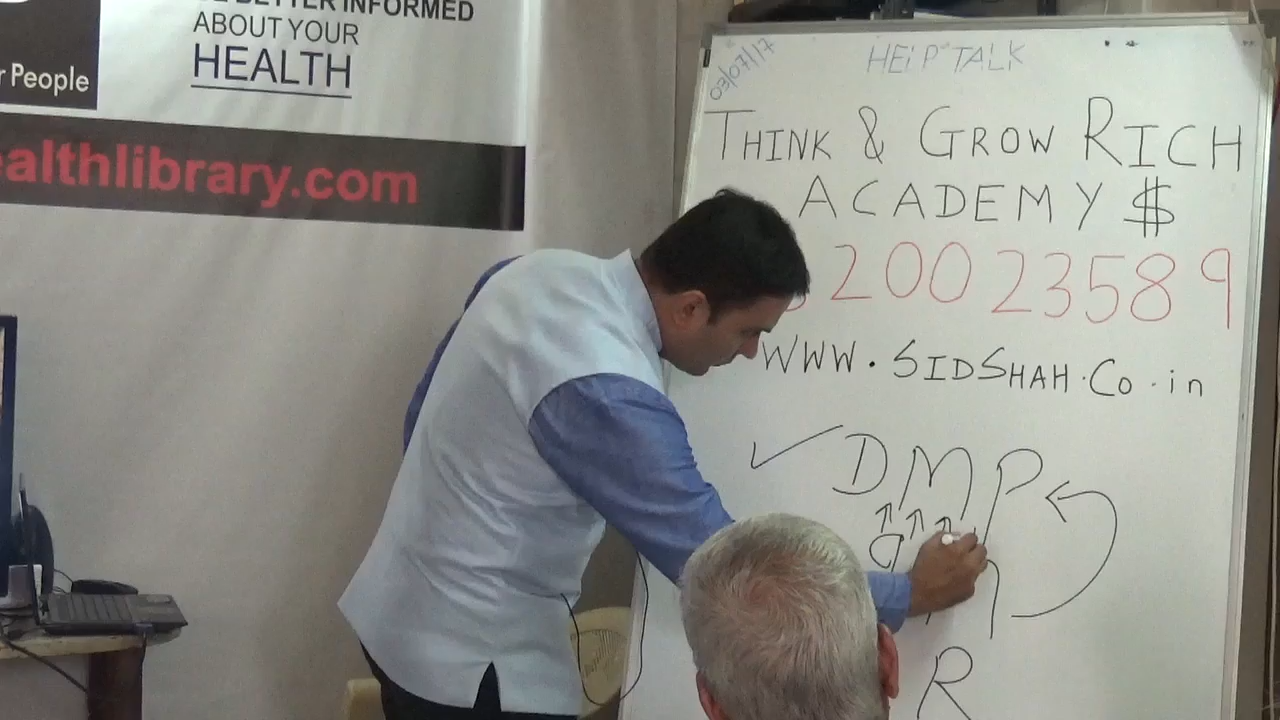 BETTER INFORMED
ABOUT YOUR
HEALTH
r People
ealthlibrary.com
03/07/17
HELP TALK
THINK & GROW RICH
ACADEMY $
20023589
WWW.SIDSHAH.Co.in
✓ DMP
R